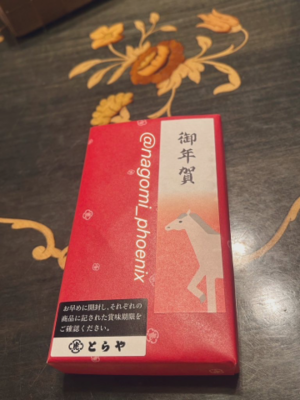 御年賀
@nagomi_phoenix
お早めに開封し、それぞれの
商品に記された賞味期限を
ご確認ください。
虎 とらや